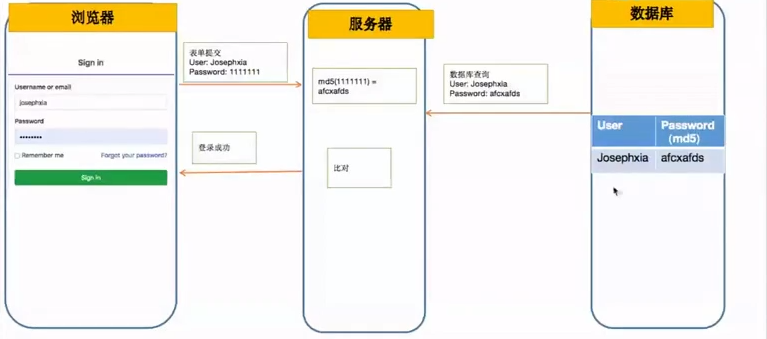 浏览器
服务器
数据库
Sign in
Username or email
josephxia
Password
••••••••
Remember me
Forgot your password?
Sign in
表单提交
User: Josephxia
Password: 1111111
登录成功
md5(1111111) =
afcxafds
比对
数据库查询
User: Josephxia
Password: afcxafds
User
Password
(md5)
Josephxia
afcxafds